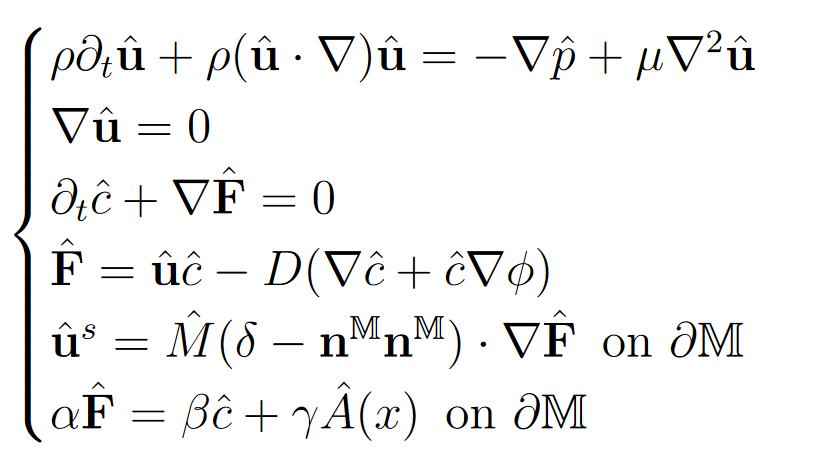 ρ∂ₜû + ρ(û · ∇)û = −∇p̂ + μ∇²û
∇û = 0
∂ₜĉ + ∇F̂ = 0
F̂ = ûĉ − D(∇ĉ + ĉ∇ϕ)
ûˢ = M̂(δ − n^𝕄n^𝕄) · ∇F̂ on ∂𝕄
αF̂ = βĉ + γÂ(x) on ∂𝕄